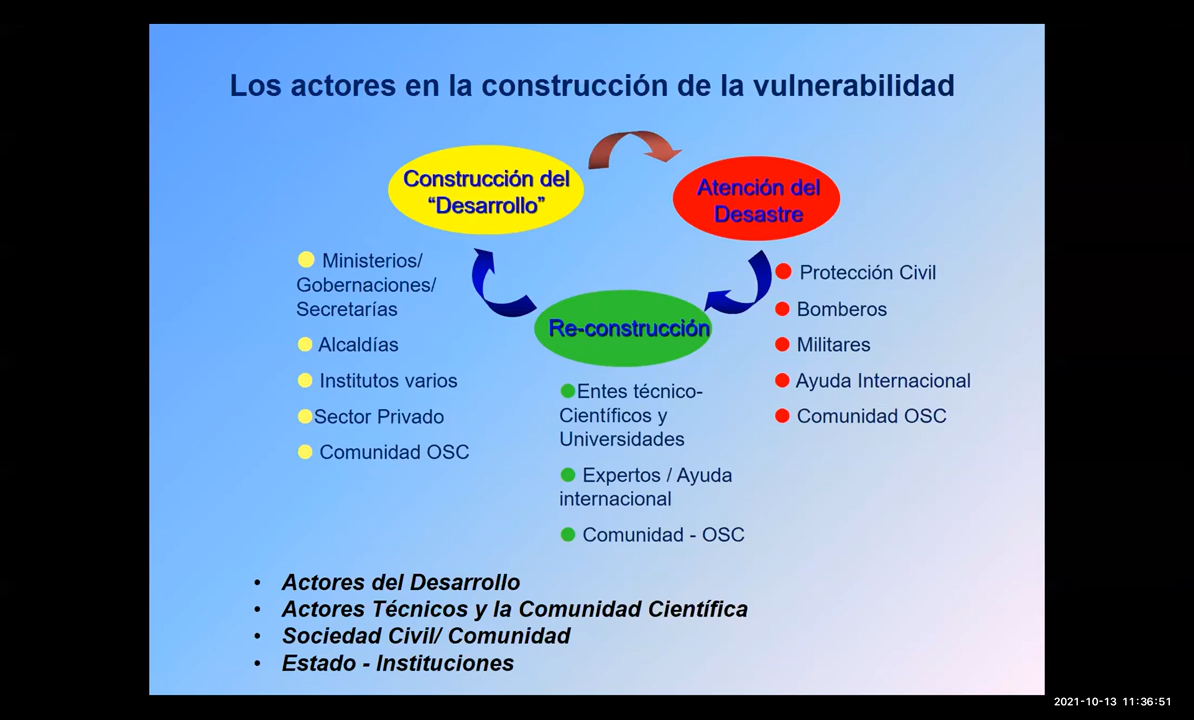 Los actores en la construcción de la vulnerabilidad
Construcción del
“Desarrollo”
Atención del
Desastre
Re-construcción
Ministerios/
Gobernaciones/
Secretarías
Alcaldías
Institutos varios
Sector Privado
Comunidad OSC
Protección Civil
Bomberos
Militares
Ayuda Internacional
Comunidad OSC
Entes técnico-
Científicos y
Universidades
Expertos / Ayuda
internacional
Comunidad - OSC
• Actores del Desarrollo
• Actores Técnicos y la Comunidad Científica
• Sociedad Civil/ Comunidad
• Estado - Instituciones
2021-10-13 11:36:51